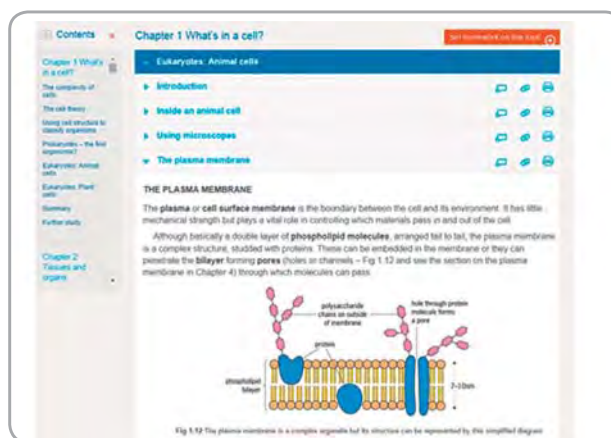 Contents ×
Chapter 1 What's
in a cell?
The complexity of
cells
The cell theory
Using cell structure to
classify organisms
Prokaryotes – the first
organisms?
Eukaryotes: Animal
cells
Eukaryotes: Plant
cells
Summary
Further study
Chapter 2
Tissues and
organs
Chapter 1 What's in a cell?
Set homework on this topic
Eukaryotes: Animal cells
Introduction
Inside an animal cell
Using microscopes
The plasma membrane
THE PLASMA MEMBRANE
The plasma or cell surface membrane is the boundary between the cell and its environment. It has little
mechanical strength but plays a vital role in controlling which materials pass in and out of the cell.
Although basically a double layer of phospholipid molecules, arranged tail to tail, the plasma membrane
is a complex structure, studded with proteins. These can be embedded in the membrane or they can
penetrate the bilayer forming pores (holes or channels – Fig 1.12 and see the section on the plasma
membrane in Chapter 4) through which molecules can pass.
polysaccharide
chains on outside
of membrane
hole through protein
molecule forms
a pore
protein
phospholipid
bilayer
7–10nm
Fig 1.12 The plasma membrane is a complex organelle but its structure can be represented by this simplified diagram